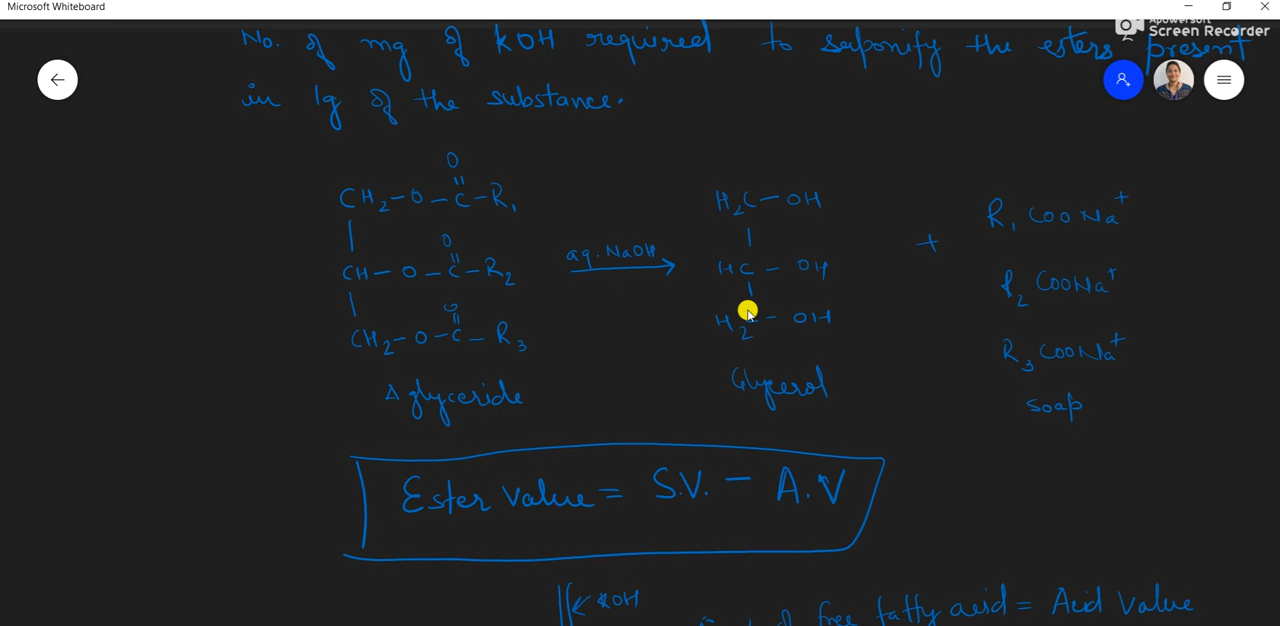 Microsoft Whiteboard
Apowersoft
Screen Recorder
No. of mg of KOH required to saponify the esters present
in 1g of the substance.
O
CH2-O-C-R1
O
CH-O-C-R2
O
CH2-O-C-R3
A glyceride
aq. NaOH
H2C-OH
HC-OH
H2C-OH
Glycerol
+
R1COONa+
R2COONa+
R3COONa+
soap
Ester value = S.V. - A.V
KOH
of free fatty acid = Acid Value